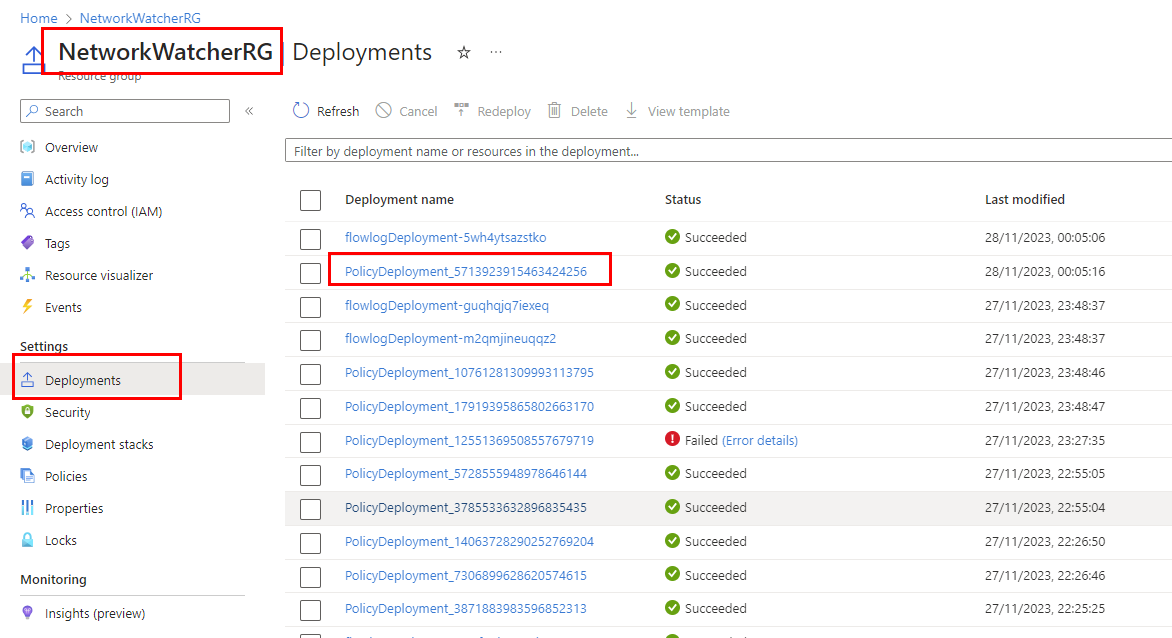 Home > NetworkWatcherRG
NetworkWatcherRG Deployments ☆ ...
Resource group
Search «
Refresh Cancel Redeploy Delete View template
Filter by deployment name or resources in the deployment...
Overview
Activity log
Access control (IAM)
Tags
Resource visualizer
Events
Settings
Deployments
Security
Deployment stacks
Policies
Properties
Locks
Monitoring
Insights (preview)
Deployment name Status Last modified
flowlogDeployment-5wh4ytsazstko Succeeded 28/11/2023, 00:05:06
PolicyDeployment_5713923915463424256 Succeeded 28/11/2023, 00:05:16
flowlogDeployment-guqhqjq7iexeq Succeeded 27/11/2023, 23:48:37
flowlogDeployment-m2qmjineuqqz2 Succeeded 27/11/2023, 23:48:37
PolicyDeployment_10761281309993113795 Succeeded 27/11/2023, 23:48:46
PolicyDeployment_17919395865802663170 Succeeded 27/11/2023, 23:48:47
PolicyDeployment_12551369508557679719 Failed (Error details) 27/11/2023, 23:27:35
PolicyDeployment_5728555948978646144 Succeeded 27/11/2023, 22:55:05
PolicyDeployment_3785533632896835435 Succeeded 27/11/2023, 22:55:04
PolicyDeployment_14063728290252769204 Succeeded 27/11/2023, 22:26:50
PolicyDeployment_7306899628620574615 Succeeded 27/11/2023, 22:26:46
PolicyDeployment_3871883983596852313 Succeeded 27/11/2023, 22:25:25